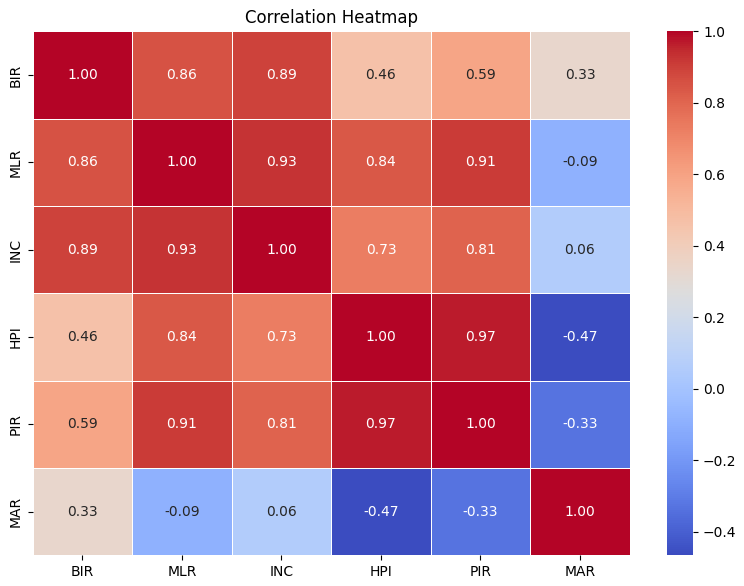 Correlation Heatmap
BIR 1.00 0.86 0.89 0.46 0.59 0.33
MLR 0.86 1.00 0.93 0.84 0.91 -0.09
INC 0.89 0.93 1.00 0.73 0.81 0.06
HPI 0.46 0.84 0.73 1.00 0.97 -0.47
PIR 0.59 0.91 0.81 0.97 1.00 -0.33
MAR 0.33 -0.09 0.06 -0.47 -0.33 1.00
BIR MLR INC HPI PIR MAR
1.0
0.8
0.6
0.4
0.2
0.0
−0.2
−0.4